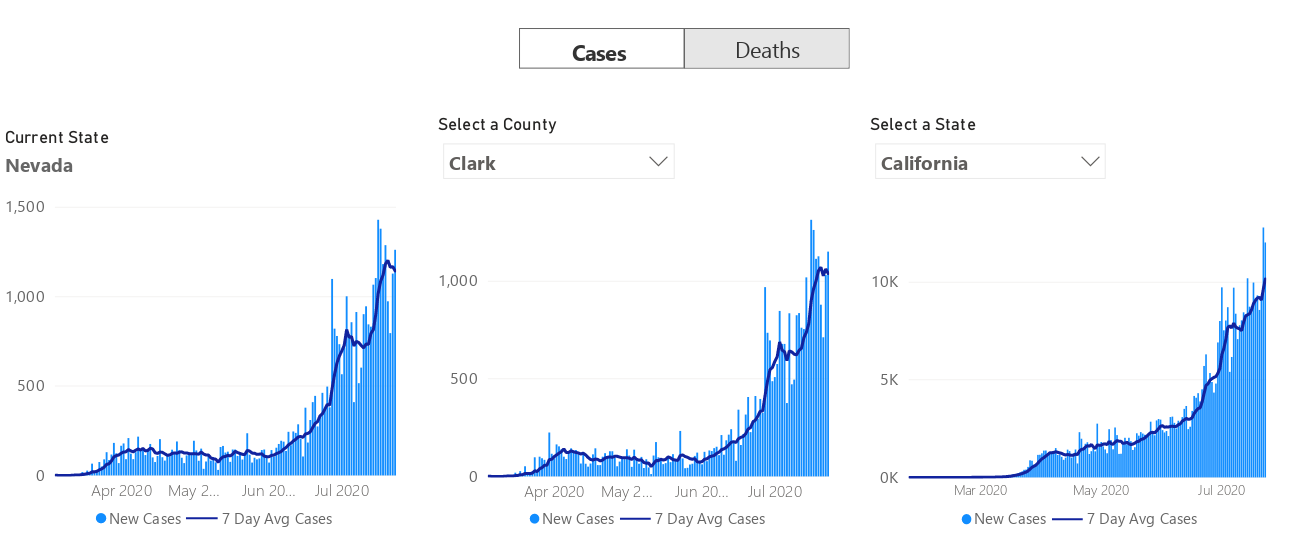 Cases Deaths
Current State
Nevada
1,500
1,000
500
0
Apr 2020 May 2... Jun 20... Jul 2020
New Cases 7 Day Avg Cases
Select a County
Clark
1,000
500
0
Apr 2020 May 2... Jun 20... Jul 2020
New Cases 7 Day Avg Cases
Select a State
California
10K
5K
0K
Mar 2020 May 2020 Jul 2020
New Cases 7 Day Avg Cases